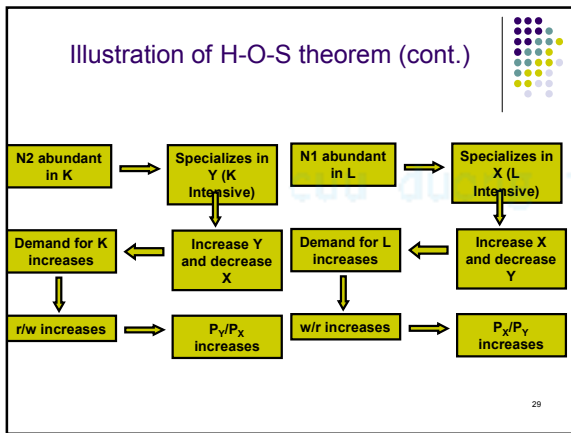 Illustration of H-O-S theorem (cont.)
N2 abundant
in K
Specializes in
Y (K
Intensive)
N1 abundant
in L
Specializes in
X (L
Intensive)
Demand for K
increases
Increase Y
and decrease
X
Demand for L
increases
Increase X
and decrease
Y
r/w increases
PY/PX
increases
w/r increases
PX/PY
increases
29